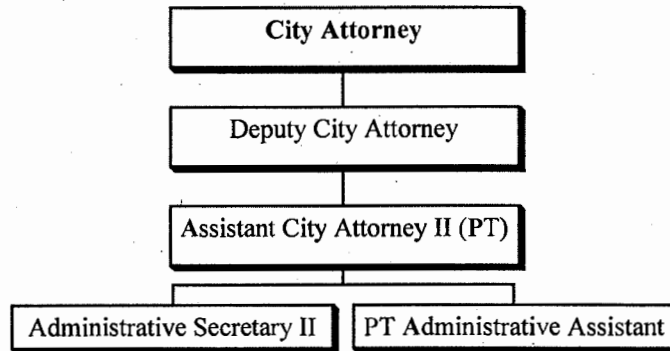 City Attorney
Deputy City Attorney
Assistant City Attorney II (PT)
Administrative Secretary II
PT Administrative Assistant